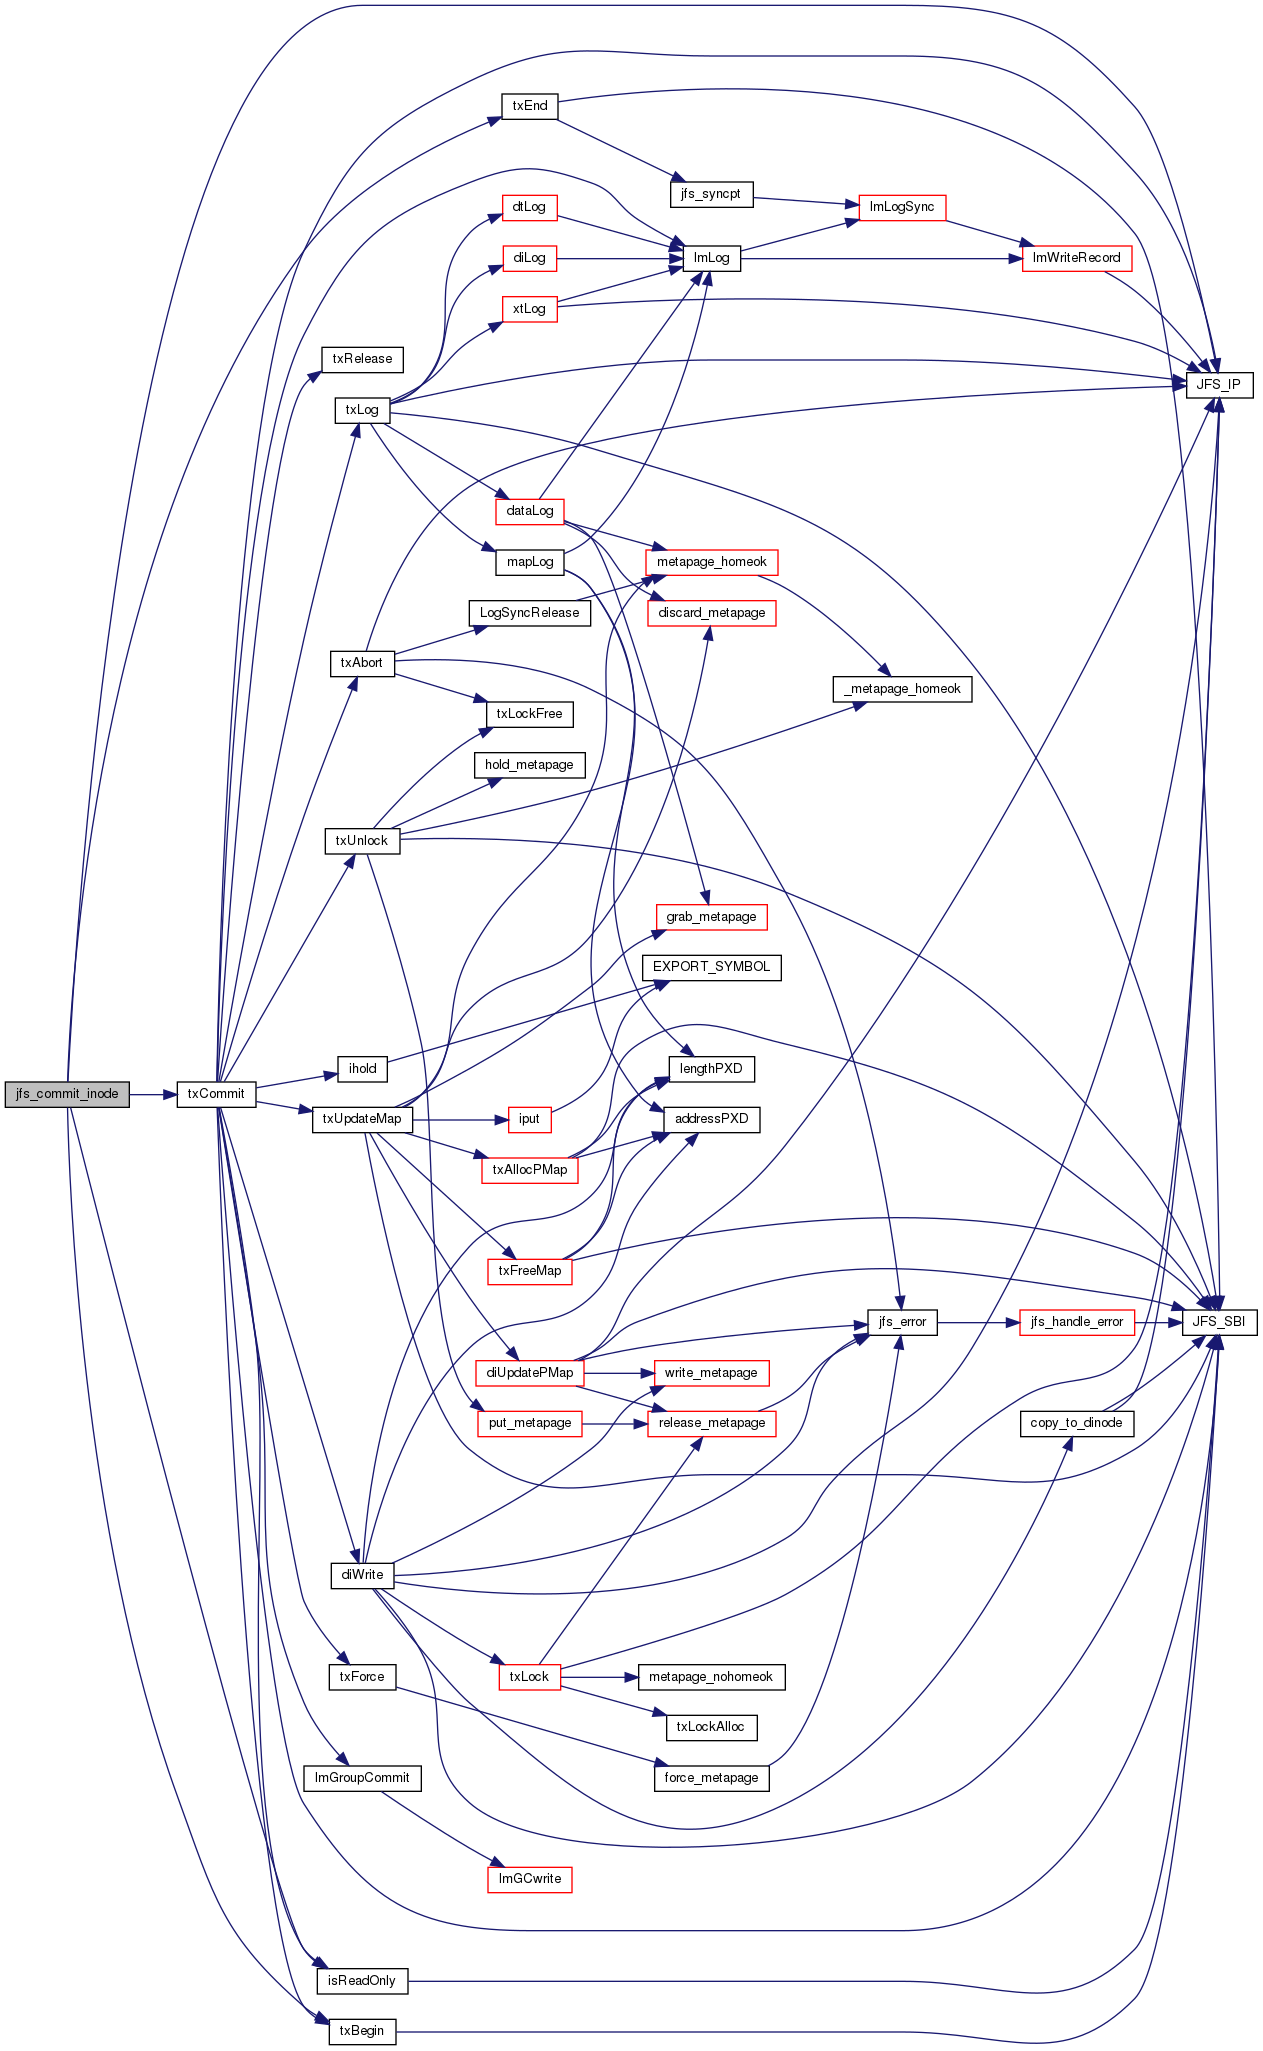 txEnd
jfs_syncpt
dtLog
lmLogSync
diLog
lmLog
lmWriteRecord
xtLog
txRelease
JFS_IP
txLog
dataLog
mapLog
metapage_homeok
LogSyncRelease
discard_metapage
txAbort
_metapage_homeok
txLockFree
hold_metapage
txUnlock
grab_metapage
EXPORT_SYMBOL
ihold
lengthPXD
jfs_commit_inode
txCommit
txUpdateMap
iput
addressPXD
txAllocPMap
txFreeMap
jfs_error
jfs_handle_error
JFS_SBI
diUpdatePMap
write_metapage
put_metapage
release_metapage
copy_to_dinode
diWrite
txForce
txLock
metapage_nohomeok
txLockAlloc
lmGroupCommit
force_metapage
lmGCwrite
isReadOnly
txBegin